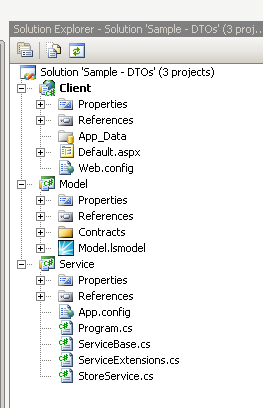 Solution Explorer - Solution 'Sample - DTOs' (3 proj...
Solution 'Sample - DTOs' (3 projects)
Client
Properties
References
App_Data
Default.aspx
Web.config
Model
Properties
References
Contracts
Model.lsmodel
Service
Properties
References
App.config
Program.cs
ServiceBase.cs
ServiceExtensions.cs
StoreService.cs